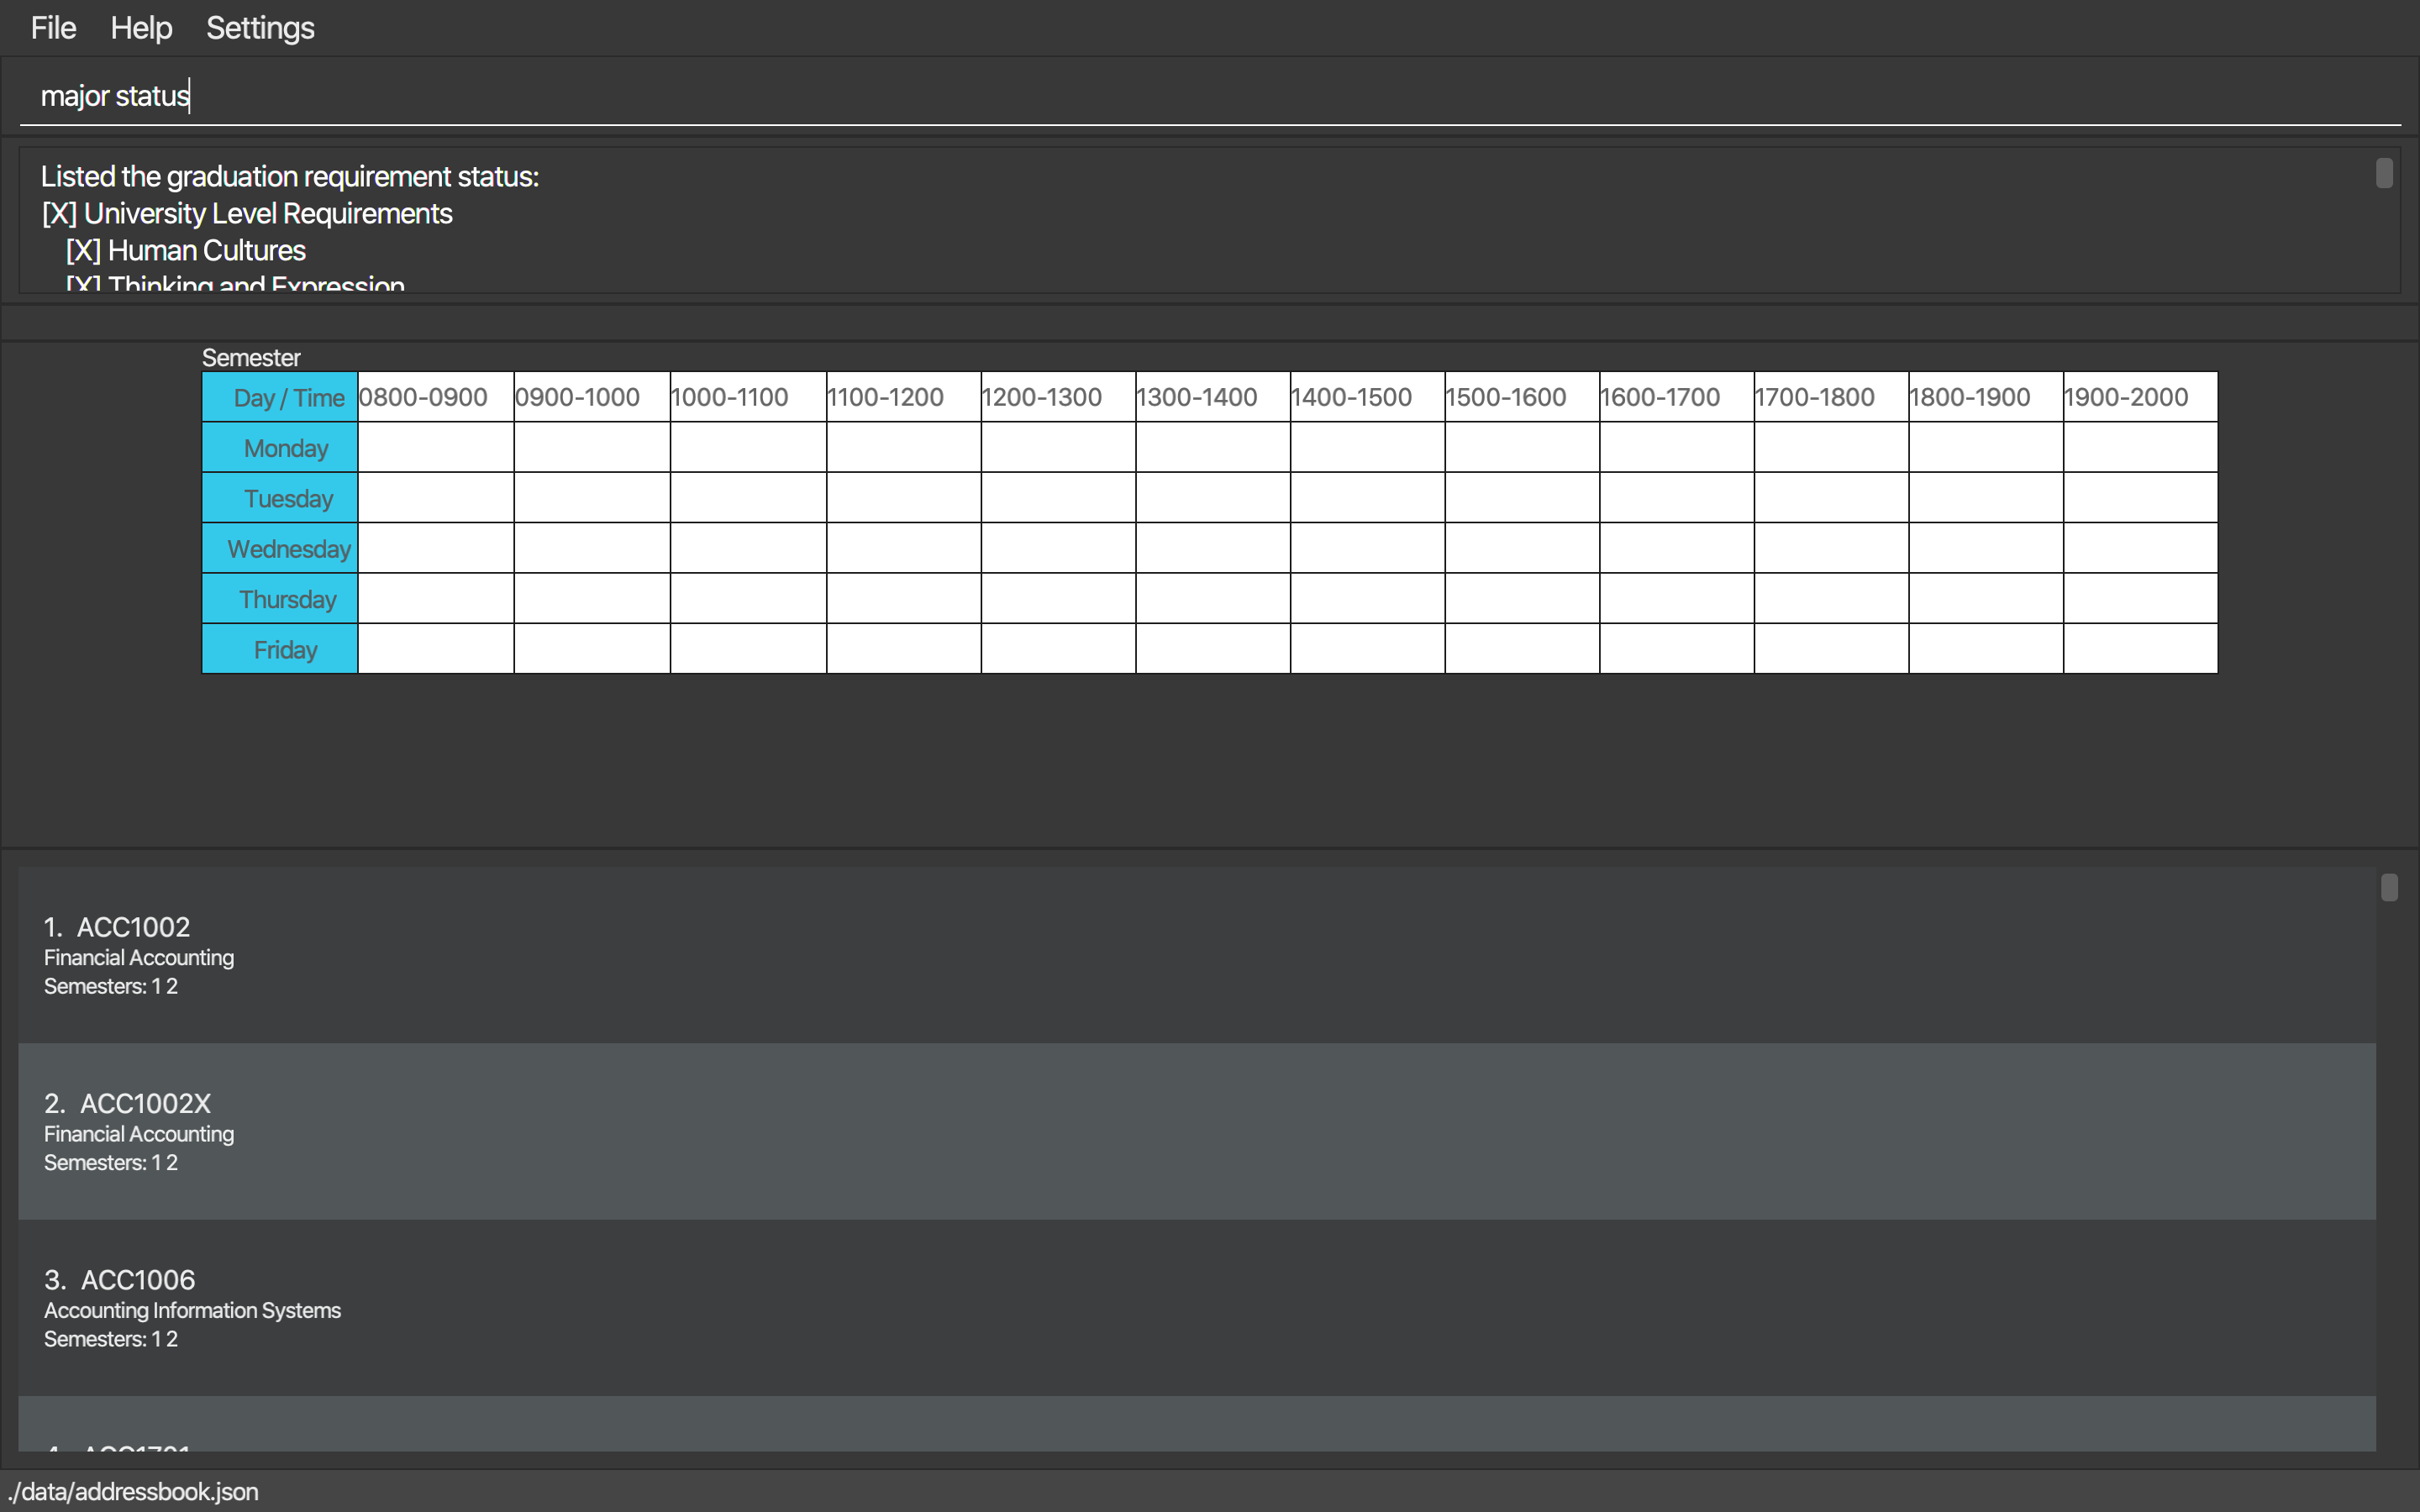 File Help Settings
major status
Listed the graduation requirement status:
[X] University Level Requirements
[X] Human Cultures
[X] Thinking and Expression
Semester
Day / Time 0800-0900 0900-1000 1000-1100 1100-1200 1200-1300 1300-1400 1400-1500 1500-1600 1600-1700 1700-1800 1800-1900 1900-2000
Monday
Tuesday
Wednesday
Thursday
Friday
1. ACC1002
Financial Accounting
Semesters: 1 2
2. ACC1002X
Financial Accounting
Semesters: 1 2
3. ACC1006
Accounting Information Systems
Semesters: 1 2
4. ACC1701
./data/addressbook.json